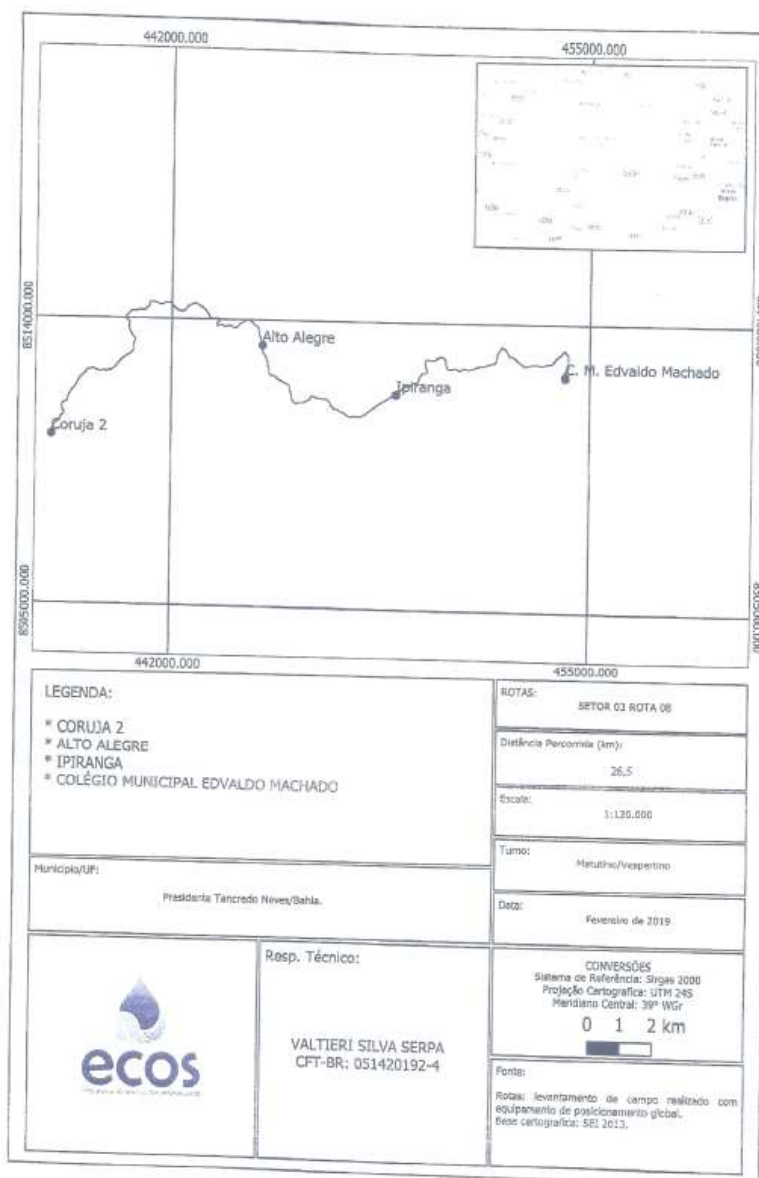 442000.000
455000.000
8514000.000
Alto Alegre
C. M. Edvaldo Machado
Ipiranga
Coruja 2
8505000.000
8505000.000
442000.000
455000.000
LEGENDA:
* CORUJA 2
* ALTO ALEGRE
* IPIRANGA
* COLÉGIO MUNICIPAL EDVALDO MACHADO
ROTAS:
SETOR 03 ROTA 08
Distância Percorrida (km):
26,5
Escala:
1:120.000
Turno:
Matutino/Vespertino
Município/UF:
Presidente Tancredo Neves/Bahia.
Data:
Fevereiro de 2019
ecos
Resp. Técnico:
VALTIERI SILVA SERPA
CFT-BR: 051420192-4
CONVERSÕES
Sistema de Referência: Sirgas 2000
Projeção Cartografica: UTM 24S
Meridiano Central: 39º WGr
0 1 2 km
Fonte:
Rotas: levantamento de campo realizado com
equipamento de posicionamento global.
Base cartografica: SEI 2013.